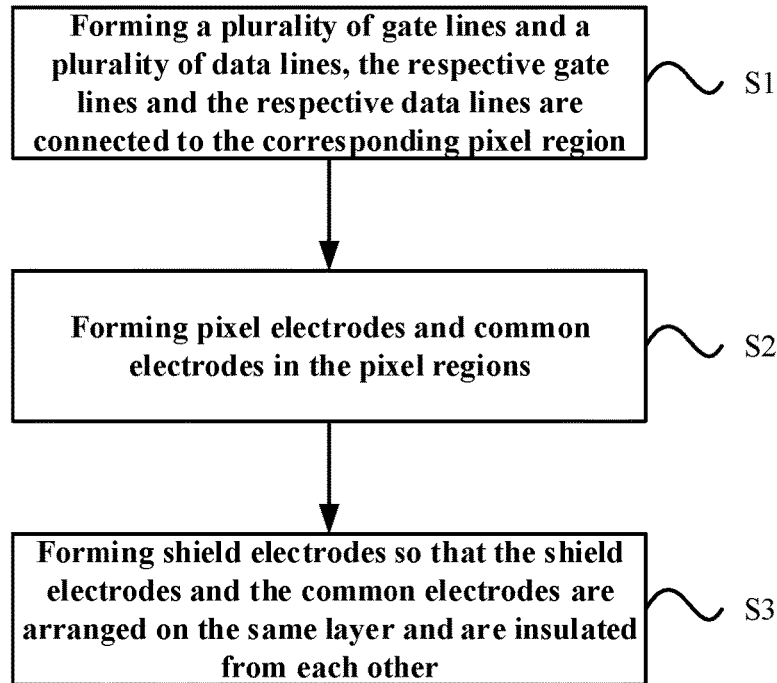 Forming a plurality of gate lines and a
plurality of data lines, the respective gate
lines and the respective data lines are
connected to the corresponding pixel region
S1
Forming pixel electrodes and common
electrodes in the pixel regions
S2
Forming shield electrodes so that the shield
electrodes and the common electrodes are
arranged on the same layer and are insulated
from each other
S3